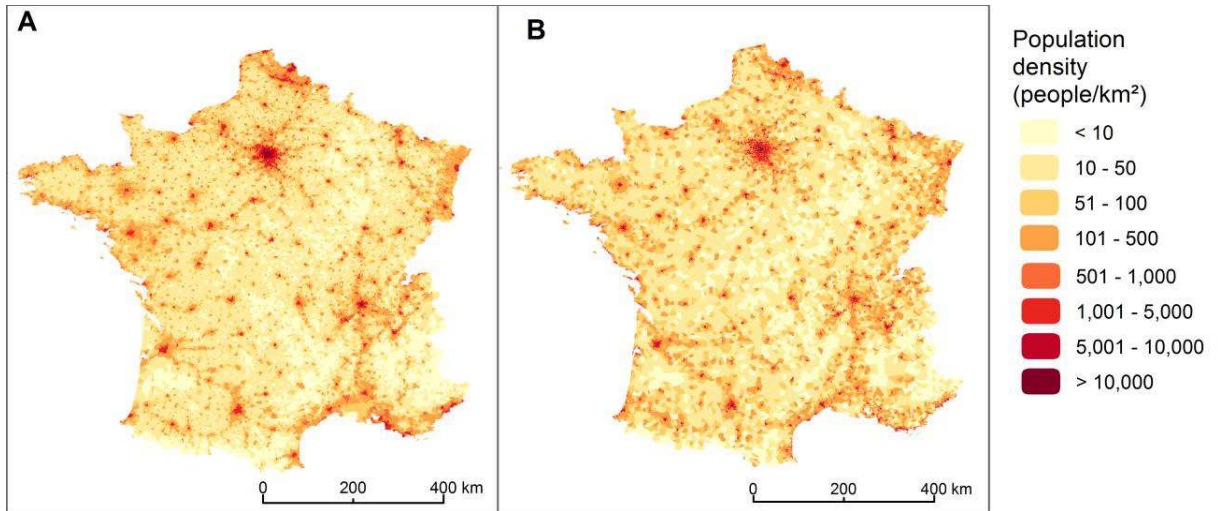 A
B
Population
density
(people/km²)
< 10
10 - 50
51 - 100
101 - 500
501 - 1,000
1,001 - 5,000
5,001 - 10,000
> 10,000
0 200 400 km
0 200 400 km